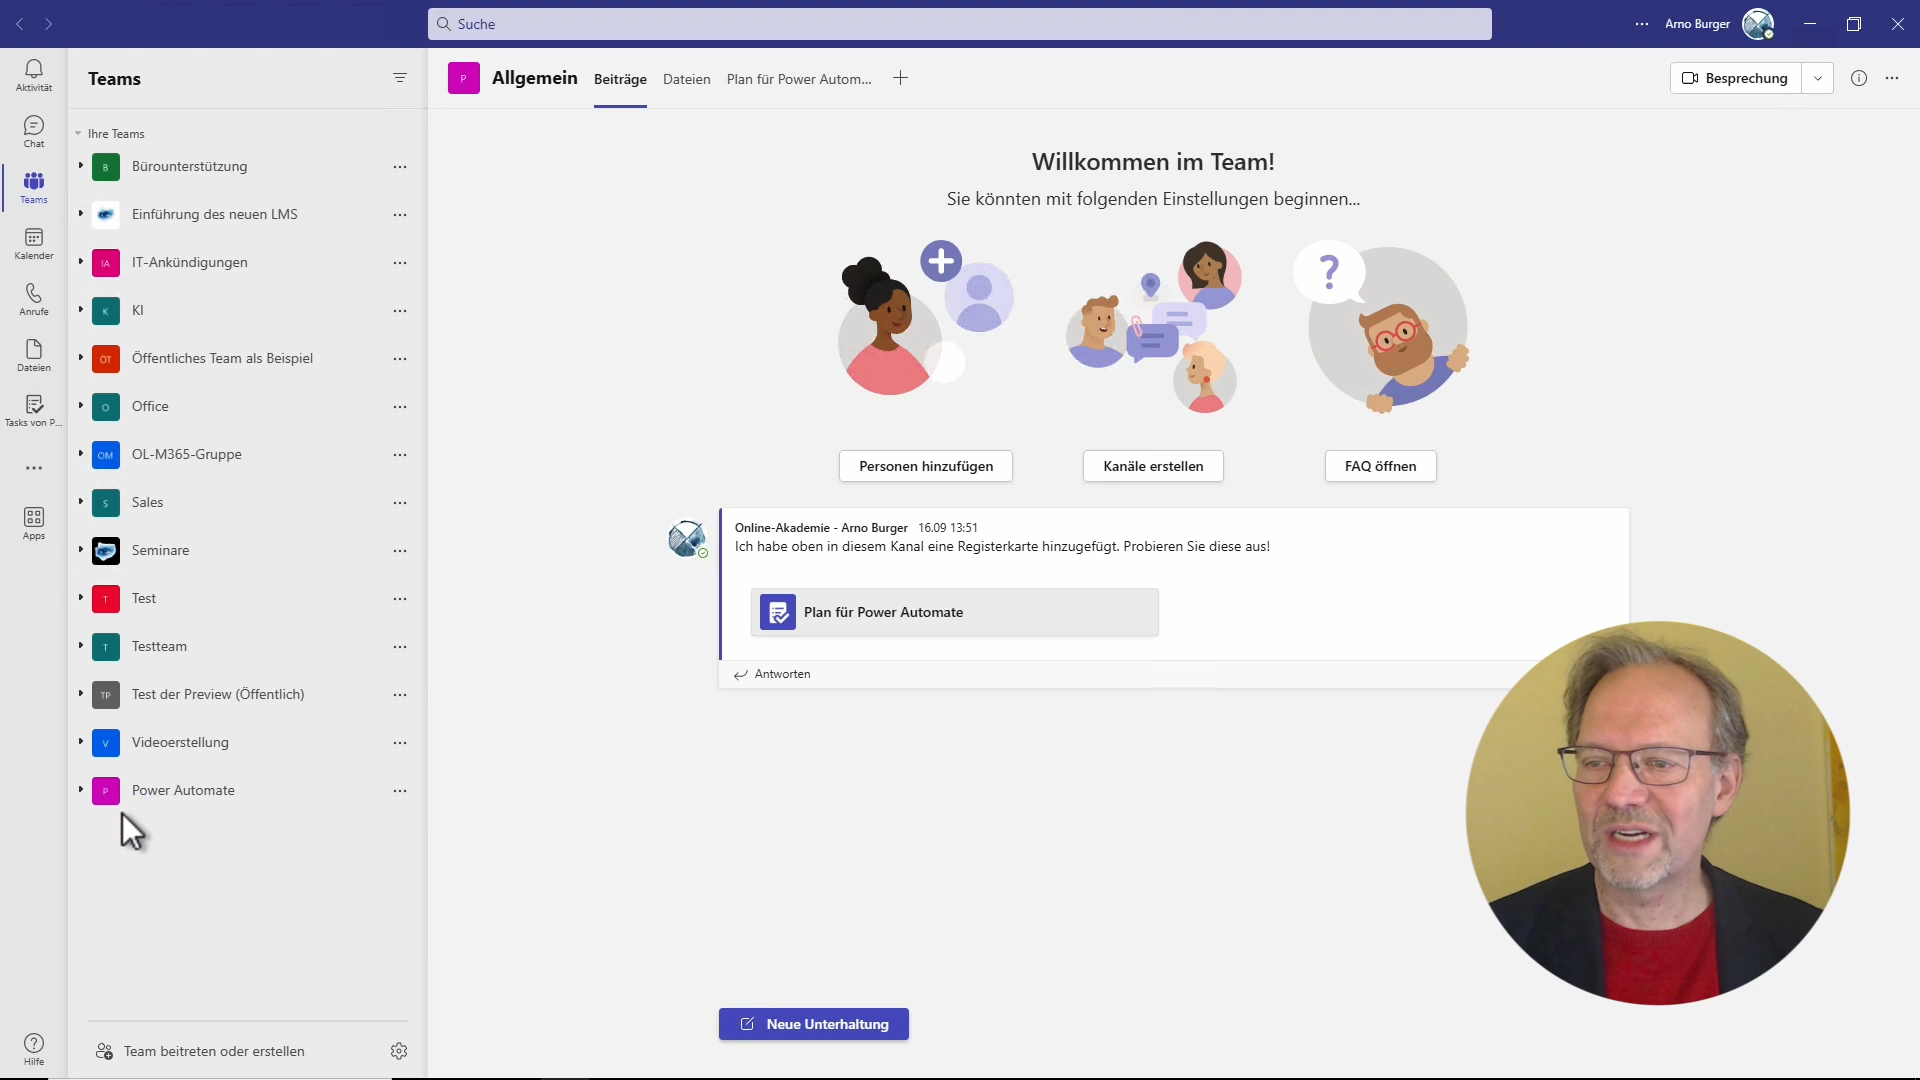 Suche
Arno Burger
Aktivität
Chat
Teams
Kalender
Anrufe
Dateien
Tasks von P...
Apps
Hilfe
Teams
Ihre Teams
B Bürounterstützung
Einführung des neuen LMS
IA IT-Ankündigungen
K KI
ÖT Öffentliches Team als Beispiel
O Office
OM OL-M365-Gruppe
S Sales
Seminare
T Test
T Testteam
TP Test der Preview (Öffentlich)
V Videoerstellung
P Power Automate
Team beitreten oder erstellen
P Allgemein Beiträge Dateien Plan für Power Autom...
Besprechung
Willkommen im Team!
Sie könnten mit folgenden Einstellungen beginnen...
?
Personen hinzufügen
Kanäle erstellen
FAQ öffnen
Online-Akademie - Arno Burger 16.09 13:51
Ich habe oben in diesem Kanal eine Registerkarte hinzugefügt. Probieren Sie diese aus!
Plan für Power Automate
Antworten
Neue Unterhaltung